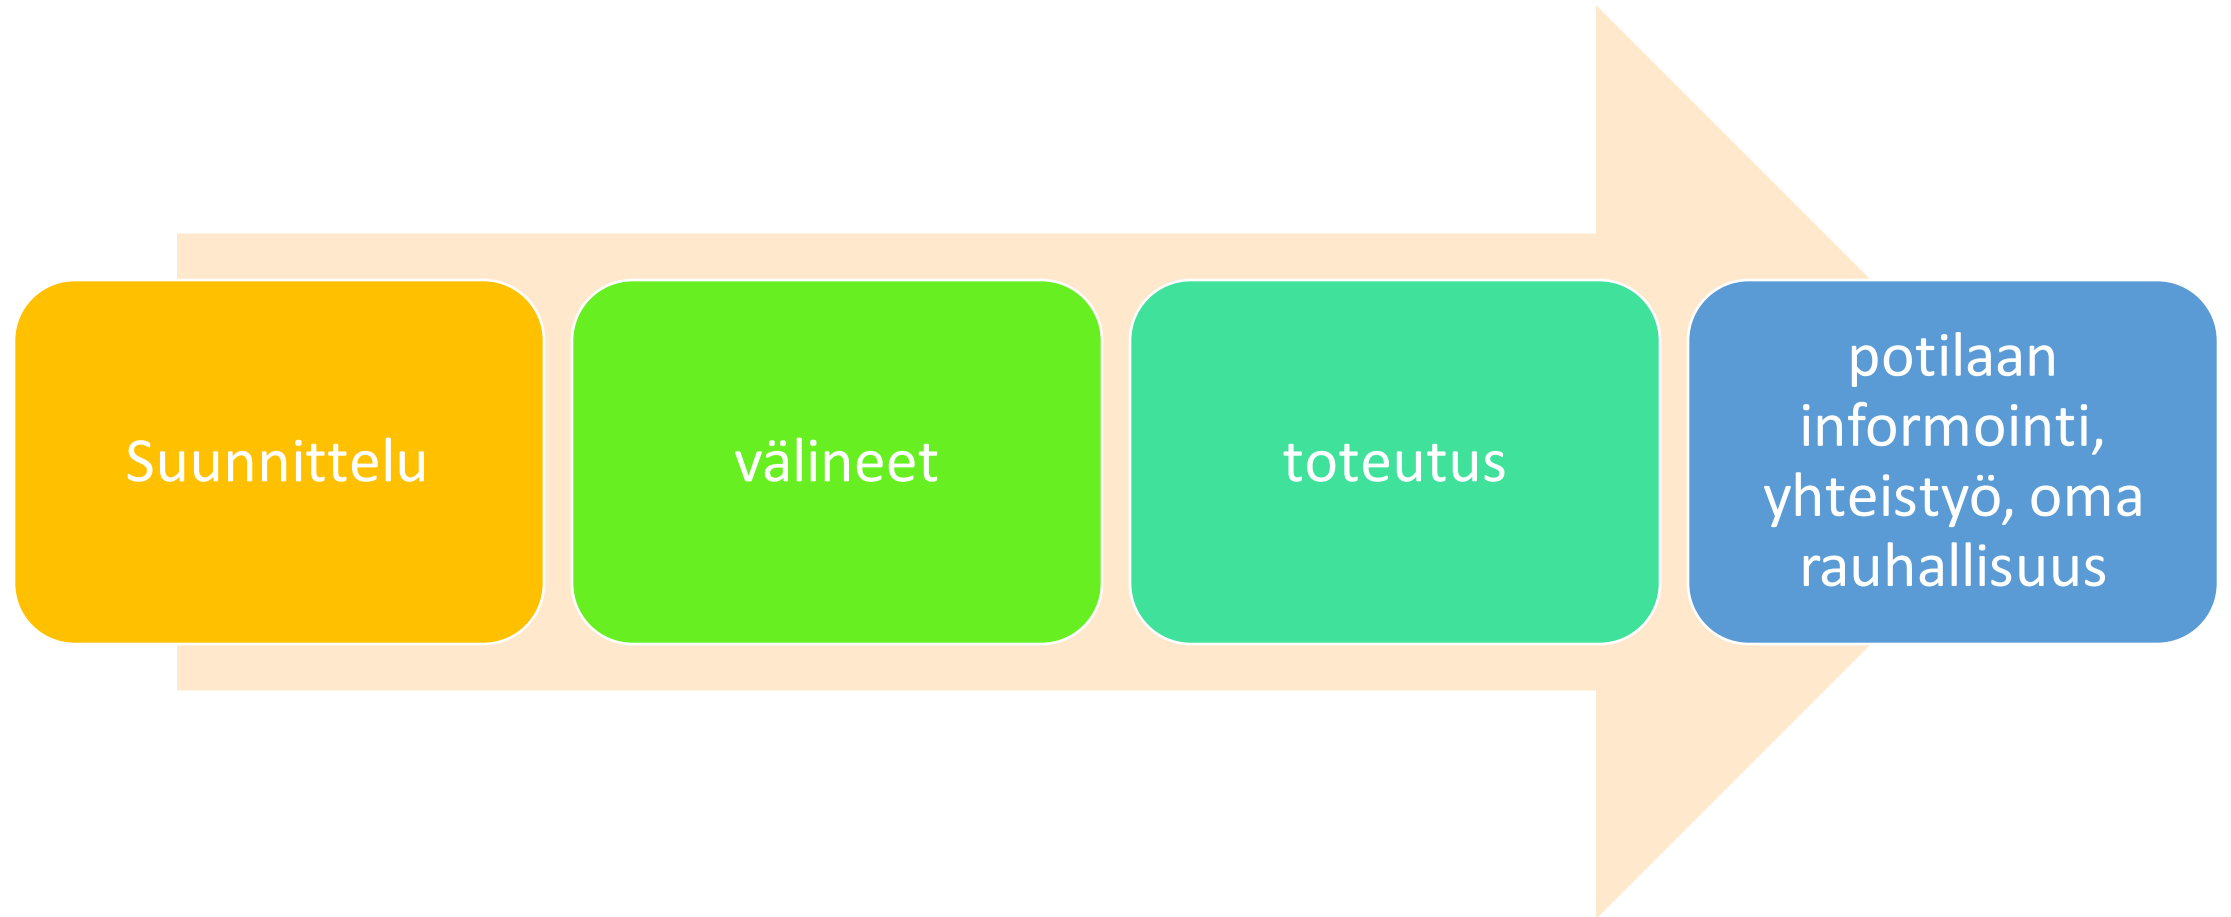 Suunnittelu
välineet
toteutus
potilaan
informointi,
yhteistyö, oma
rauhallisuus